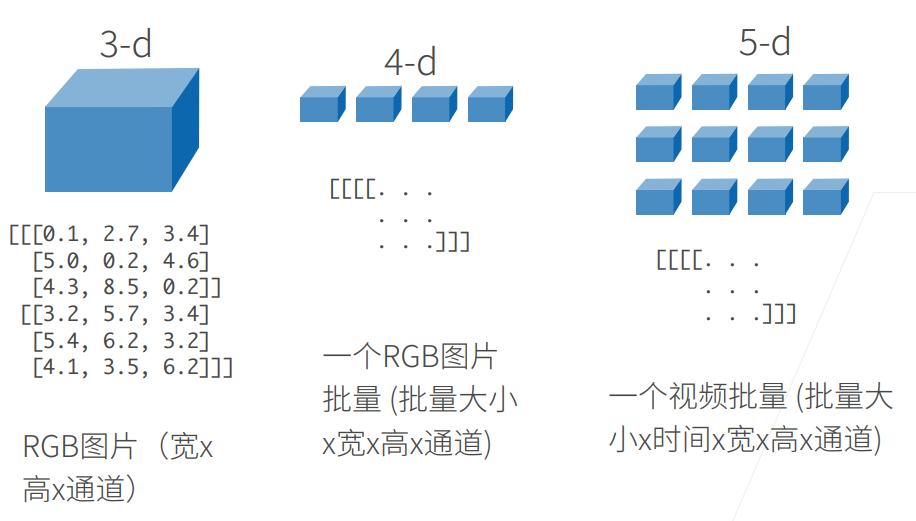 3-d
[[[0.1, 2.7, 3.4]
[5.0, 0.2, 4.6]
[4.3, 8.5, 0.2]]
[[3.2, 5.7, 3.4]
[5.4, 6.2, 3.2]
[4.1, 3.5, 6.2]]]
RGB图片（宽x
高x通道）
4-d
[[[[. . .
. . .
. . .]]]
一个RGB图片
批量 (批量大小
x宽x高x通道)
5-d
[[[[. . .
. . .
. . .]]]
一个视频批量 (批量大
小x时间x宽x高x通道)